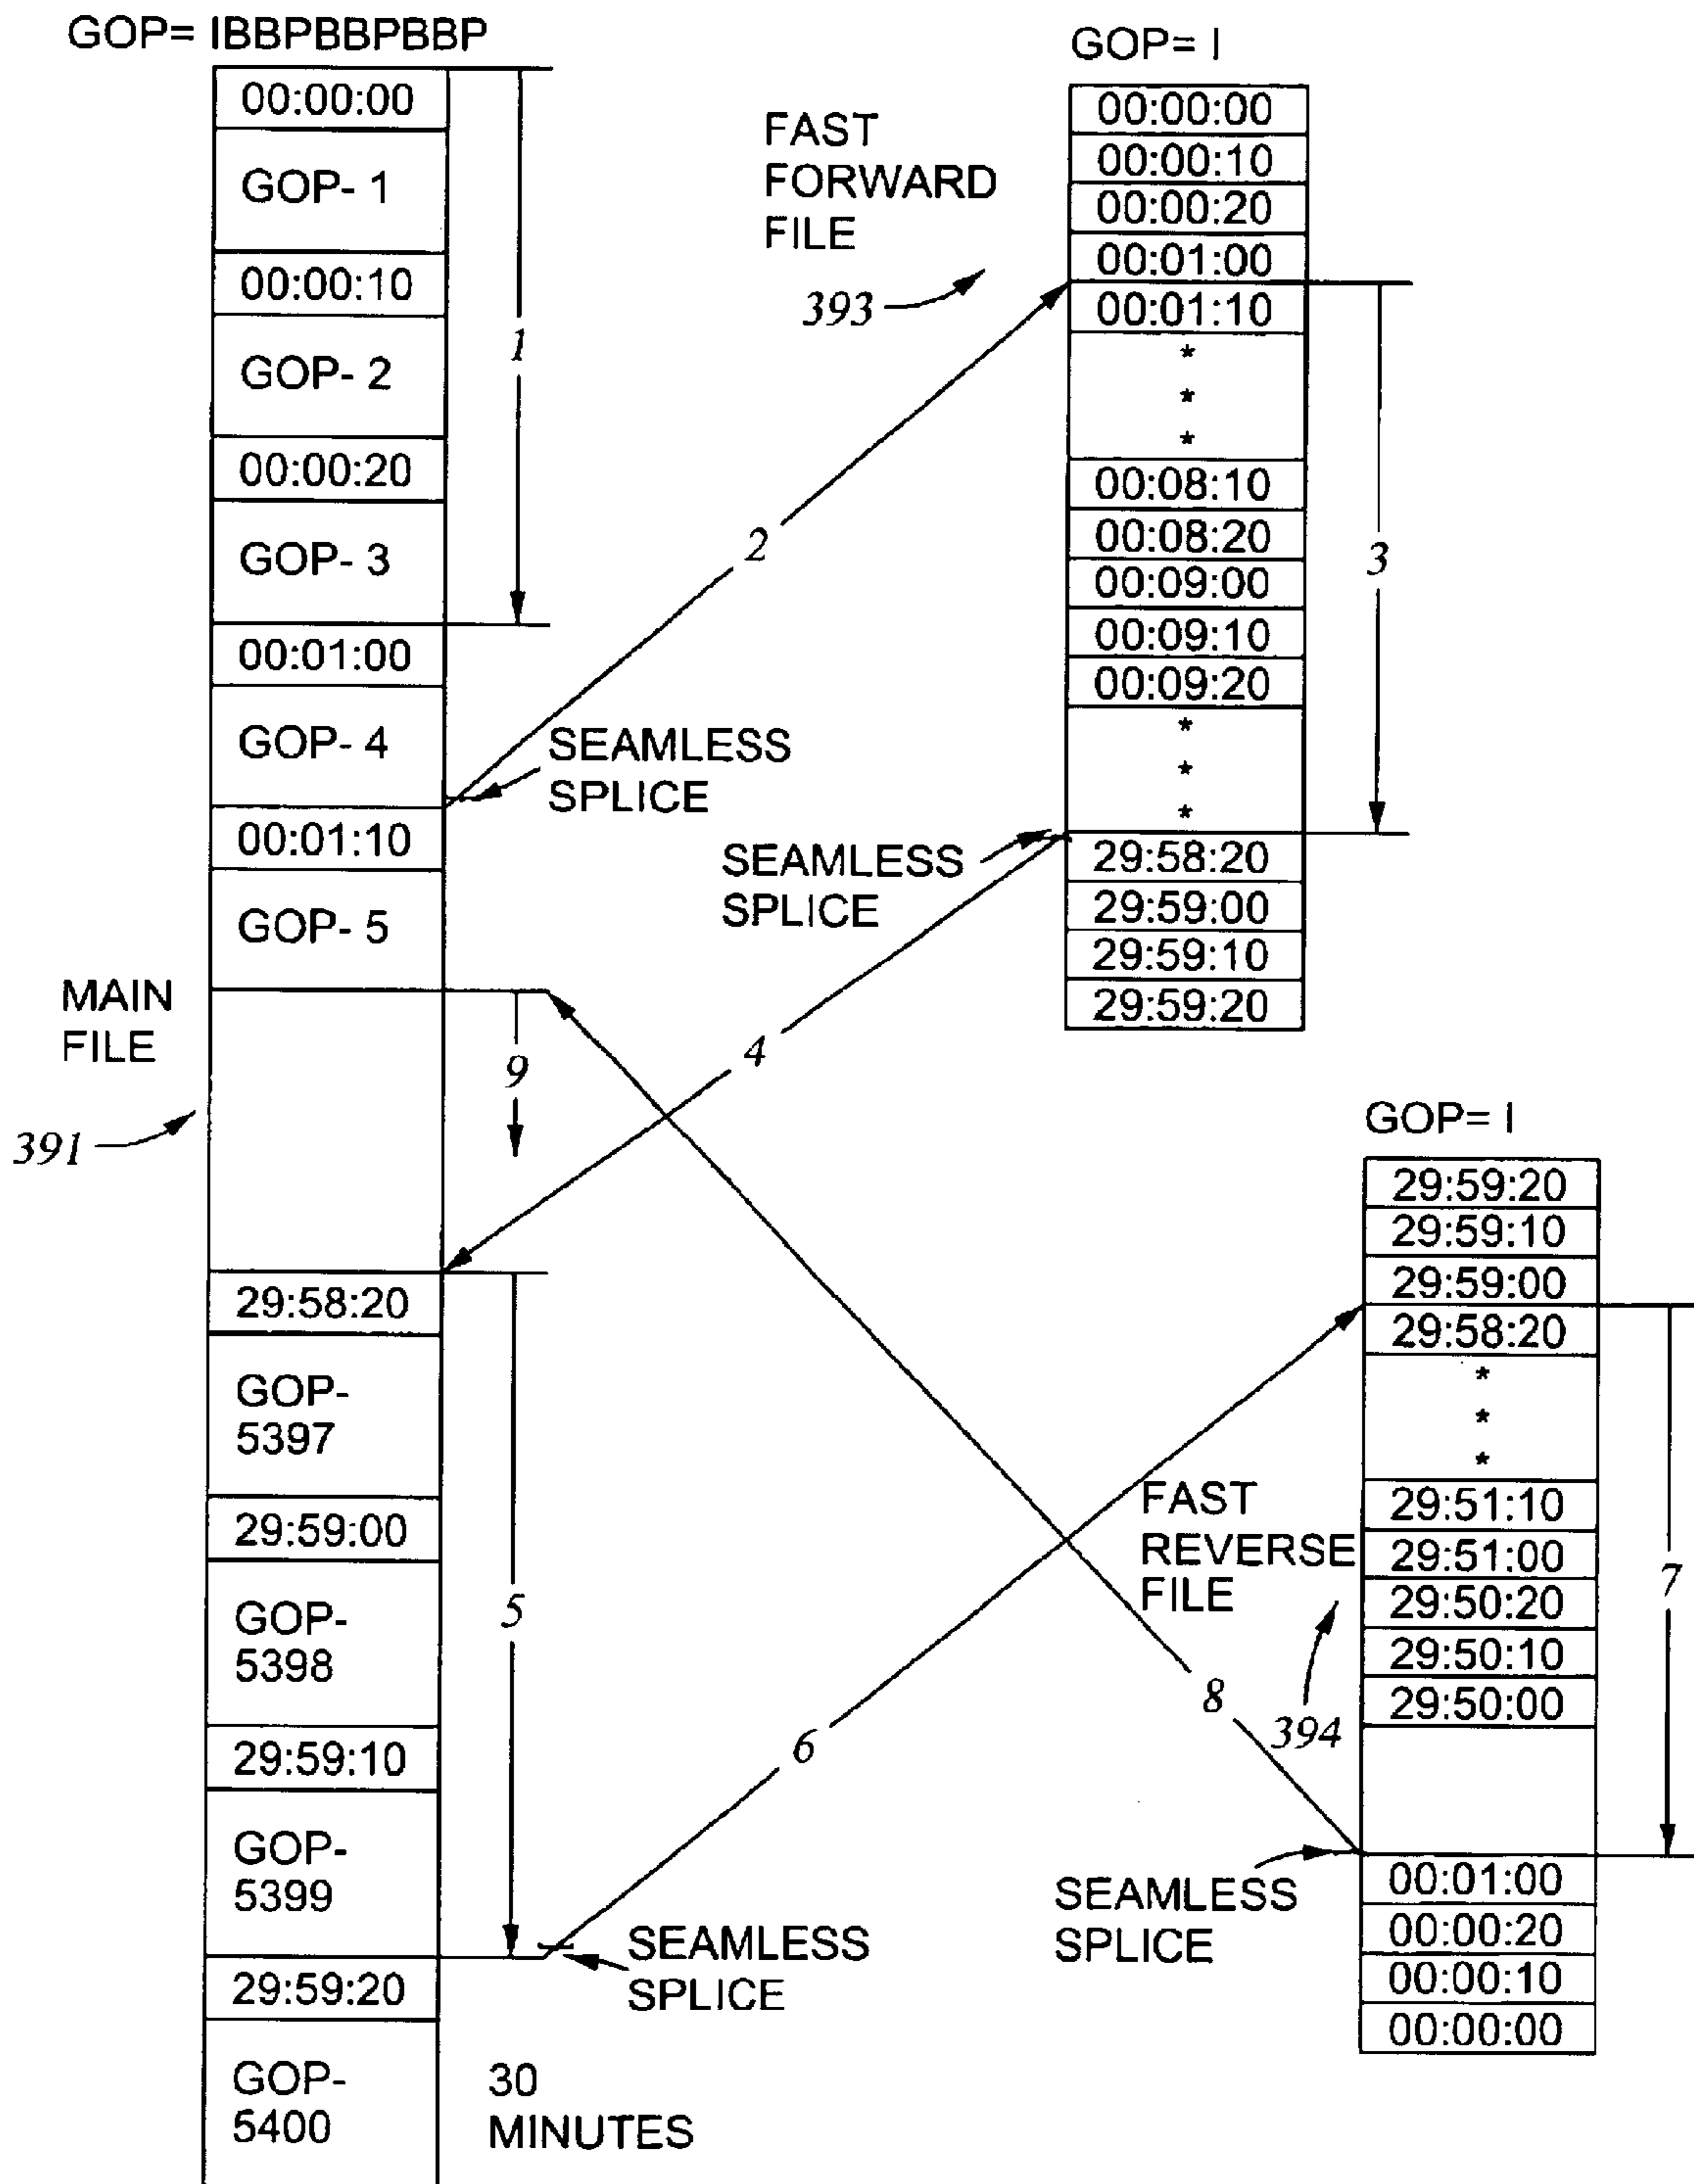 GOP= IBBPBBPBBP
00:00:00
GOP- 1
00:00:10
GOP- 2
00:00:20
GOP- 3
00:01:00
GOP- 4
00:01:10
GOP- 5
MAIN
FILE
391
29:58:20
GOP-
5397
29:59:00
GOP-
5398
29:59:10
GOP-
5399
29:59:20
GOP-
5400
30
MINUTES
1
SEAMLESS
SPLICE
2
9
4
5
6
SEAMLESS
SPLICE
8
GOP= I
FAST
FORWARD
FILE
393
00:00:00
00:00:10
00:00:20
00:01:00
00:01:10
*
*
*
00:08:10
00:08:20
00:09:00
00:09:10
00:09:20
*
*
*
29:58:20
29:59:00
29:59:10
29:59:20
3
SEAMLESS
SPLICE
GOP= I
29:59:20
29:59:10
29:59:00
29:58:20
*
*
*
29:51:10
29:51:00
29:50:20
29:50:10
29:50:00
00:01:00
00:00:20
00:00:10
00:00:00
7
FAST
REVERSE
FILE
394
SEAMLESS
SPLICE